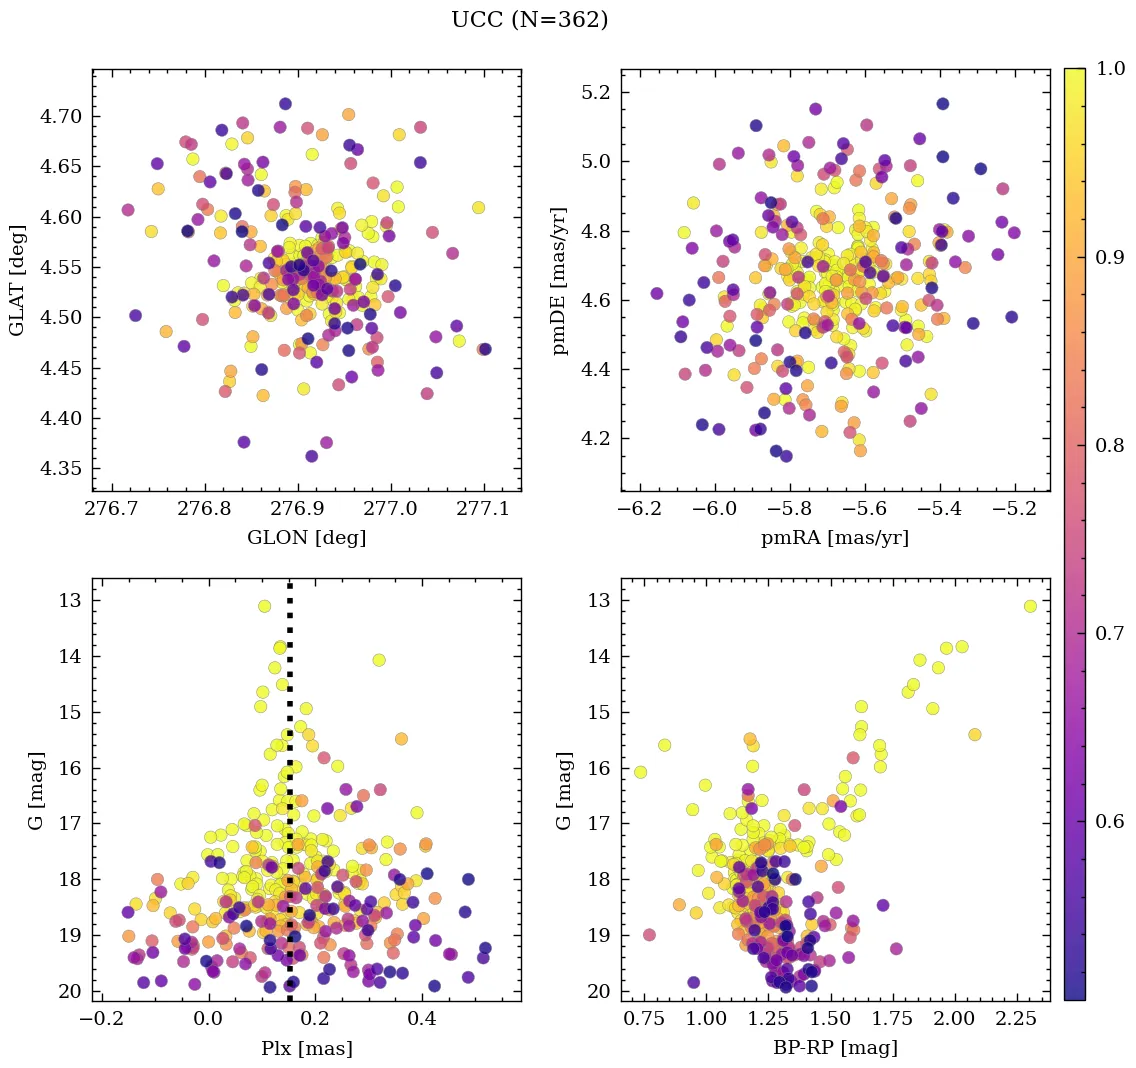 UCC (N=362)
4.70
4.65
4.60
4.55
4.50
4.45
4.40
4.35
GLAT [deg]
276.7 276.8 276.9 277.0 277.1
GLON [deg]
5.2
5.0
4.8
4.6
4.4
4.2
pmDE [mas/yr]
−6.2 −6.0 −5.8 −5.6 −5.4 −5.2
pmRA [mas/yr]
13
14
15
16
17
18
19
20
G [mag]
−0.2 0.0 0.2 0.4
Plx [mas]
13
14
15
16
17
18
19
20
G [mag]
0.75 1.00 1.25 1.50 1.75 2.00 2.25
BP-RP [mag]
1.0
0.9
0.8
0.7
0.6